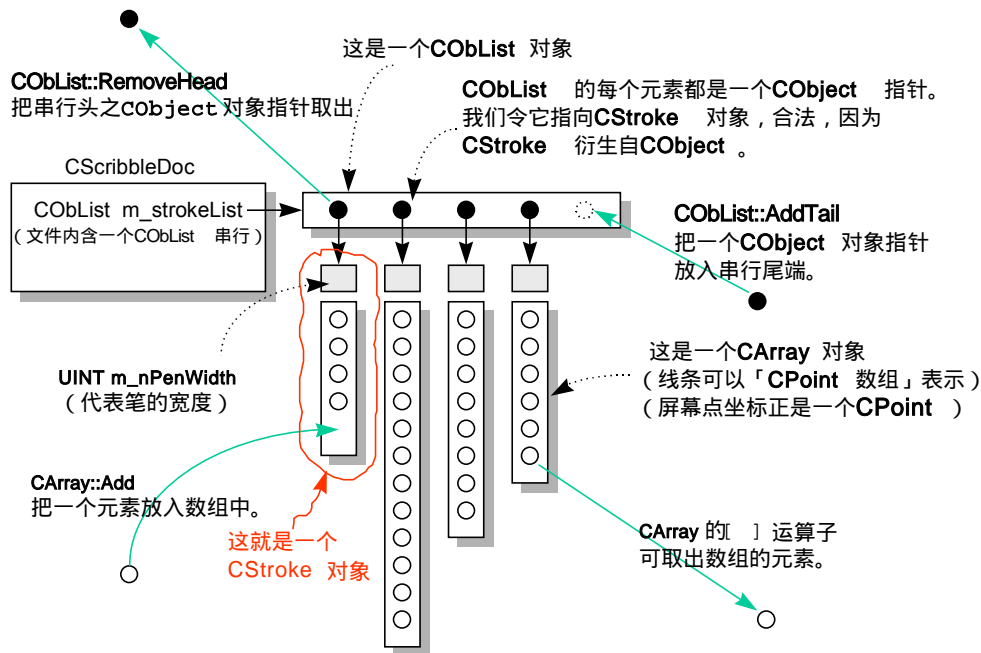 这是一个CObList 对象
CObList::RemoveHead
把串行头之CObject 对象指针取出
CObList 的每个元素都是一个CObject 指针。
我们令它指向CStroke 对象，合法，因为
CStroke 衍生自CObject 。
CScribbleDoc
CObList m_strokeList
（文件内含一个CObList 串行）
CObList::AddTail
把一个CObject 对象指针
放入串行尾端。
UINT m_nPenWidth
（代表笔的宽度）
这是一个CArray 对象
（线条可以「CPoint 数组」表示）
（屏幕点坐标正是一个CPoint ）
CArray::Add
把一个元素放入数组中。
这就是一个
CStroke 对象
CArray 的[ ] 运算子
可取出数组的元素。